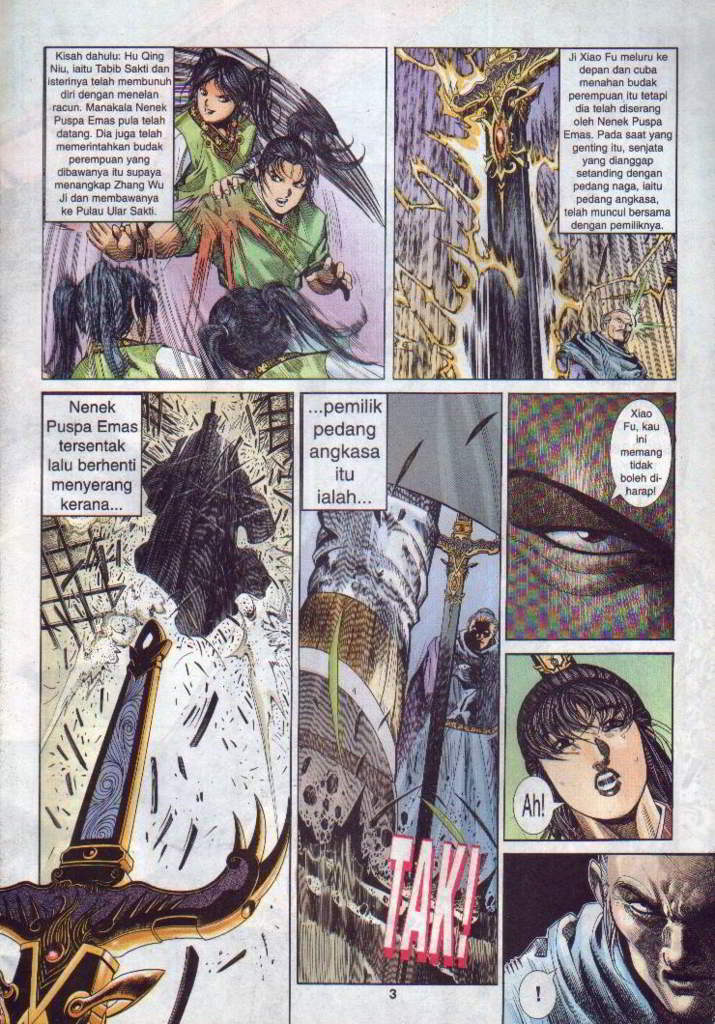 Kisah dahulu: Hu Qing
Niu, iaitu Tabib Sakti dan
isterinya telah membunuh
diri dengan menelan
racun. Manakala Nenek
Puspa Emas pula telah
datang. Dia juga telah
memerintahkan budak
perempuan yang
dibawanya itu supaya
menangkap Zhang Wu
Ji dan membawanya
ke Pulau Ular Sakti.
Ji Xiao Fu meluru ke
depan dan cuba
menahan budak
perempuan itu tetapi
dia telah diserang
oleh Nenek Puspa
Emas. Pada saat yang
genting itu, senjata
yang dianggap
setanding dengan
pedang naga, iaitu
pedang angkasa,
telah muncul bersama
dengan pemiliknya.
Nenek
Puspa Emas
tersentak
lalu berhenti
menyerang
kerana...
...pemilik
pedang
angkasa
itu
ialah...
TAK!
Xiao
Fu, kau
ini
memang
tidak
boleh di-
harap!
Ah!
!
3